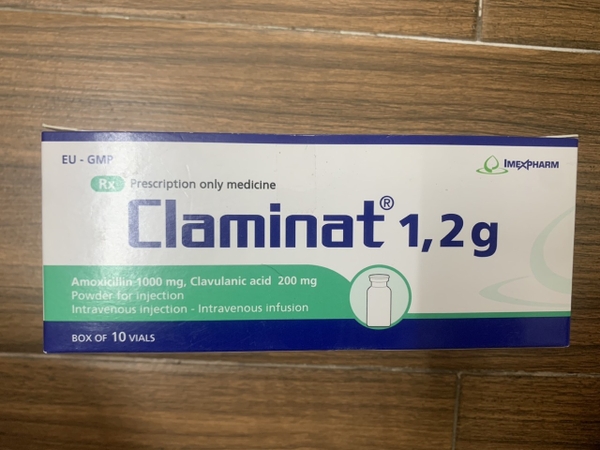 EU - GMP
IMEXPHARM
Rx Prescription only medicine
Claminat® 1,2g
Amoxicillin 1000 mg, Clavulanic acid 200 mg
Powder for injection
Intravenous injection - Intravenous infusion
BOX OF 10 VIALS